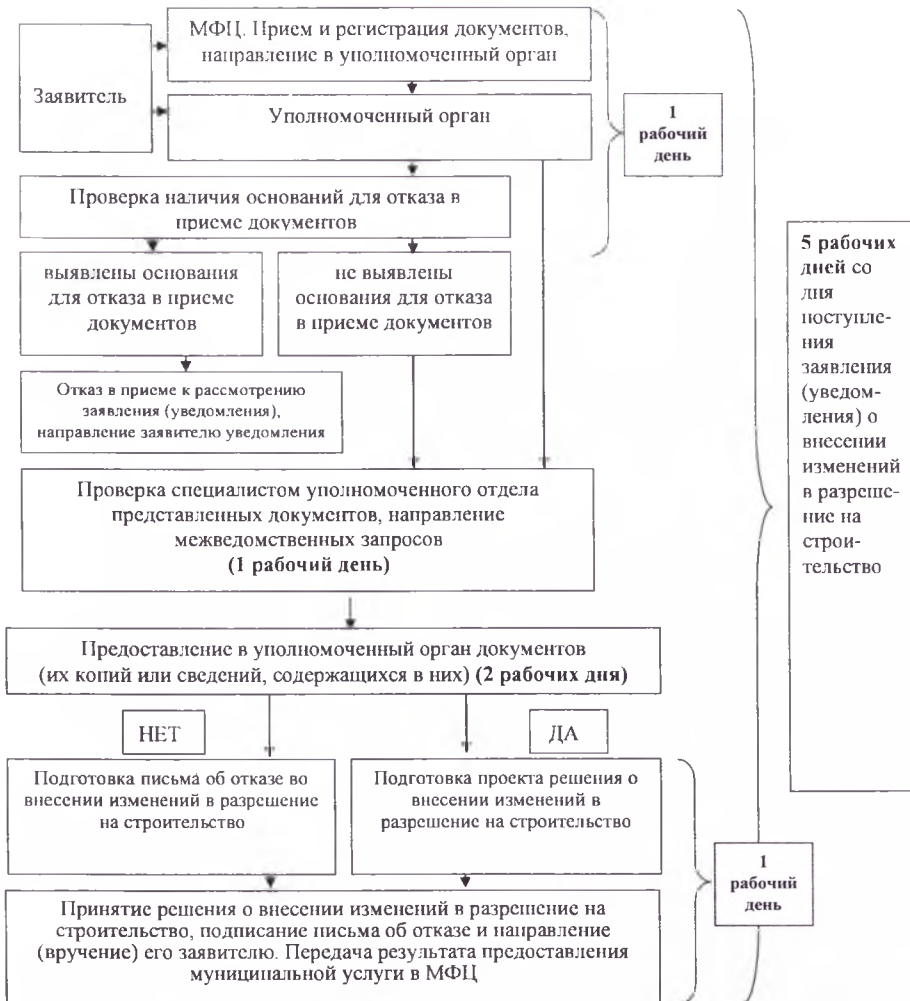 МФЦ. Прием и регистрация документов,
направление в уполномоченный орган
Заявитель
Уполномоченный орган
1
рабочий
день
Проверка наличия оснований для отказа в
приеме документов
выявлены основания
для отказа в приеме
документов
не выявлены
основания для отказа
в приеме документов
Отказ в приеме к рассмотрению
заявления (уведомления),
направление заявителю уведомления
5 рабочих
дней со
дня
поступле-
ния
заявления
(уведом-
ления) о
внесении
изменений
в разреше-
ние на
строи-
тельство
Проверка специалистом уполномоченного отдела
представленных документов, направление
межведомственных запросов
(1 рабочий день)
Предоставление в уполномоченный орган документов
(их копий или сведений, содержащихся в них) (2 рабочих дня)
НЕТ
ДА
Подготовка письма об отказе во
внесении изменений в разрешение
на строительство
Подготовка проекта решения о
внесении изменений в
разрешение на строительство
1
рабочий
день
Принятие решения о внесении изменений в разрешение на
строительство, подписание письма об отказе и направление
(вручение) его заявителю. Передача результата предоставления
муниципальной услуги в МФЦ